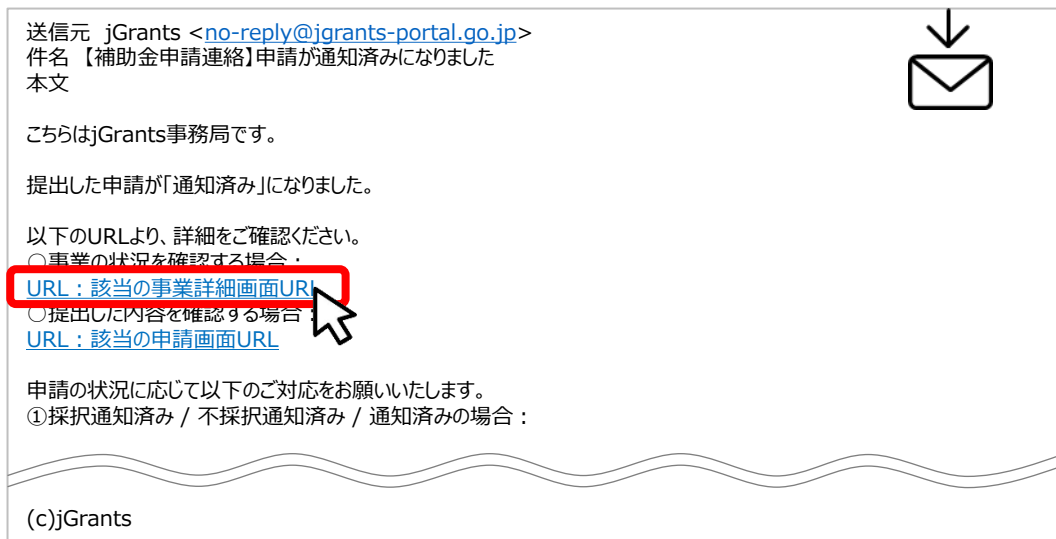 送信元 jGrants <no-reply@jgrants-portal.go.jp>
件名 【補助金申請連絡】申請が通知済みになりました
本文
こちらはjGrants事務局です。
提出した申請が「通知済み」になりました。
以下のURLより、詳細をご確認ください。
○事業の状況を確認する場合：
URL：該当の事業詳細画面URL
○提出した内容を確認する場合：
URL：該当の申請画面URL
申請の状況に応じて以下のご対応をお願いいたします。
①採択通知済み / 不採択通知済み / 通知済みの場合：
(c)jGrants